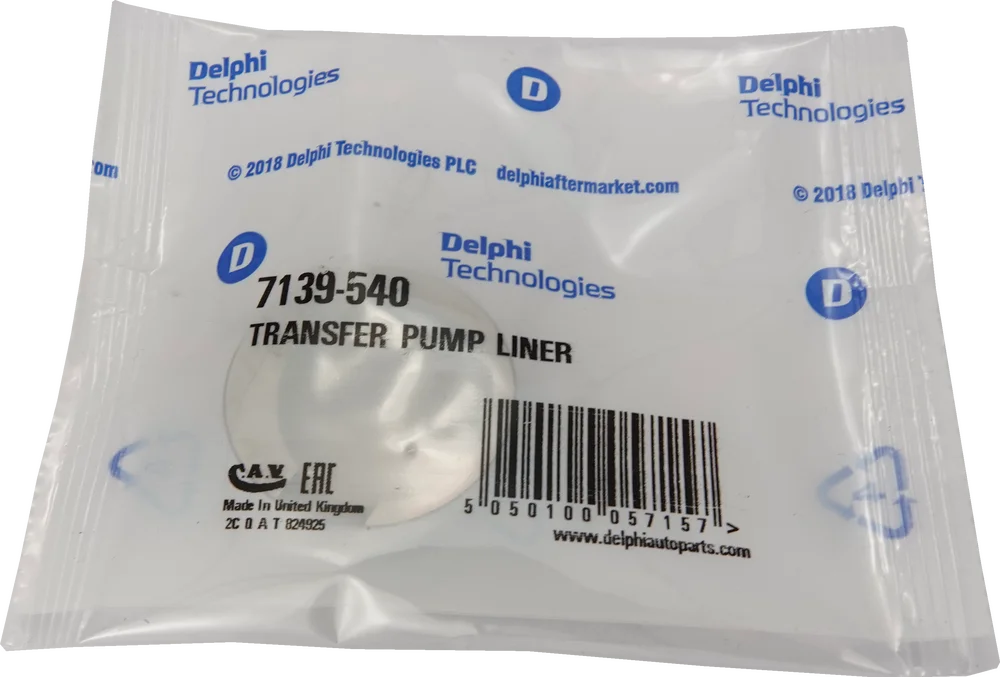 Delphi
Technologies
D
Delphi
Technologies
om
© 2018 Delphi Technologies PLC delphiaftermarket.com
© 2018 Delphi
D
Delphi
Technologies
D
7139-540
TRANSFER PUMP LINER
C.A.V. EAC
Made In United Kingdom
2C 0 A T 824925
5 050100 057157 >
www.delphiautoparts.com